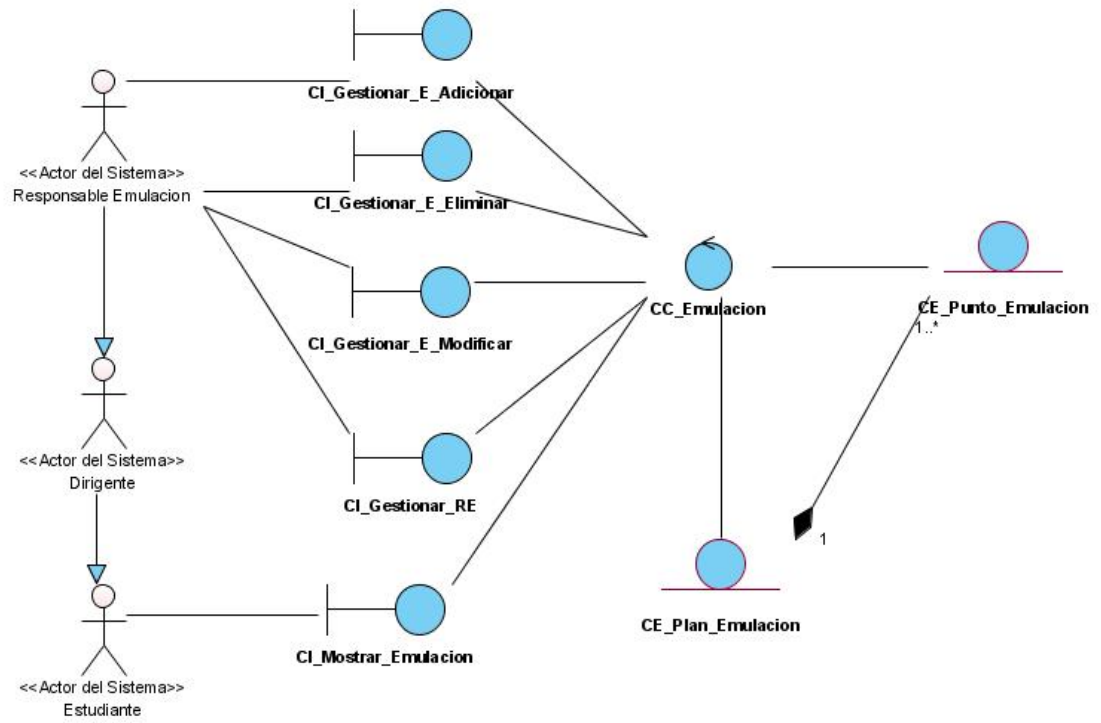 CI_Gestionar_E_Adicionar
<<Actor del Sistema>>
Responsable Emulacion
CI_Gestionar_E_Eliminar
CC_Emulacion
CE_Punto_Emulacion
1..*
CI_Gestionar_E_Modificar
<<Actor del Sistema>>
Dirigente
CI_Gestionar_RE
1
CE_Plan_Emulacion
CI_Mostrar_Emulacion
<<Actor del Sistema>>
Estudiante